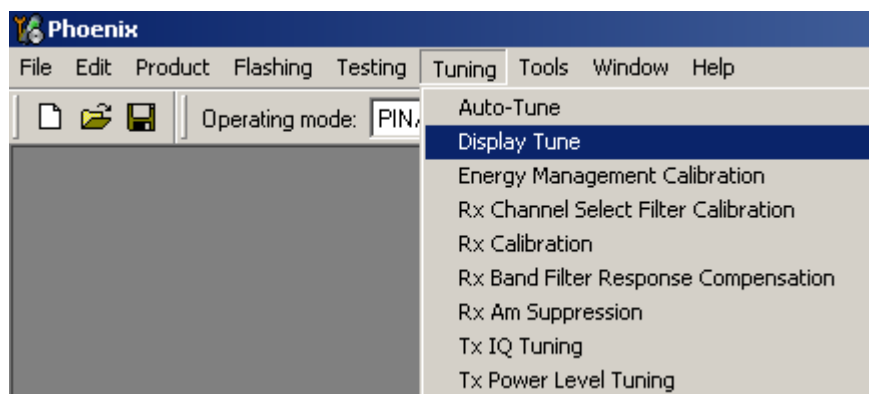 Phoenix
File Edit Product Flashing Testing Tuning Tools Window Help
Operating mode:
Auto-Tune
Display Tune
Energy Management Calibration
Rx Channel Select Filter Calibration
Rx Calibration
Rx Band Filter Response Compensation
Rx Am Suppression
Tx IQ Tuning
Tx Power Level Tuning